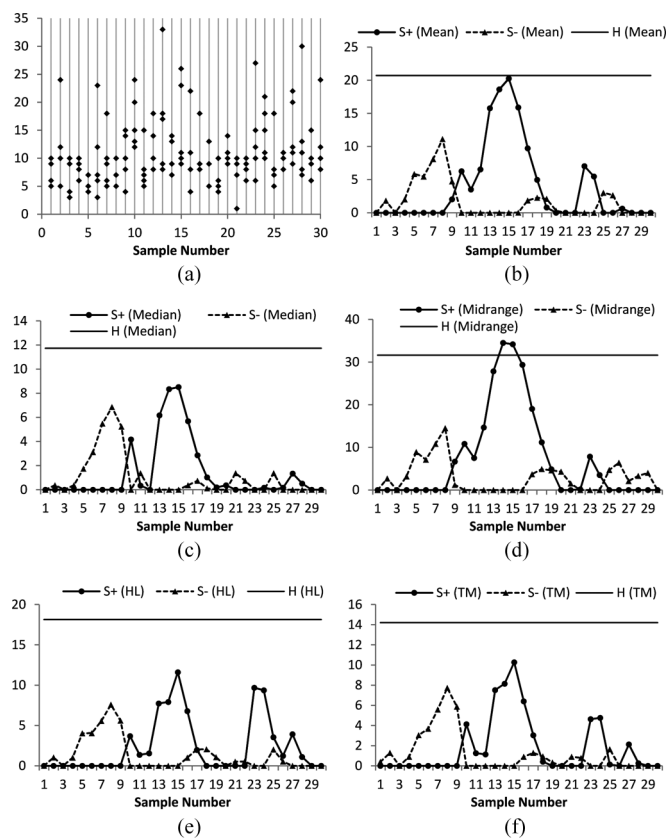 35
30
25
20
15
10
5
0
0 5 10 15 20 25 30
Sample Number
(a)
S+ (Mean) S- (Mean) H (Mean)
25
20
15
10
5
0
1 3 5 7 9 11 13 15 17 19 21 23 25 27 29
Sample Number
(b)
S+ (Median) S- (Median)
H (Median)
14
12
10
8
6
4
2
0
1 3 5 7 9 11 13 15 17 19 21 23 25 27 29
Sample Number
(c)
S+ (Midrange) S- (Midrange)
H (Midrange)
40
30
20
10
0
1 3 5 7 9 11 13 15 17 19 21 23 25 27 29
Sample Number
(d)
S+ (HL) S- (HL) H (HL)
20
15
10
5
0
1 3 5 7 9 11 13 15 17 19 21 23 25 27 29
Sample Number
(e)
S+ (TM) S- (TM) H (TM)
16
14
12
10
8
6
4
2
0
1 3 5 7 9 11 13 15 17 19 21 23 25 27 29
Sample Number
(f)